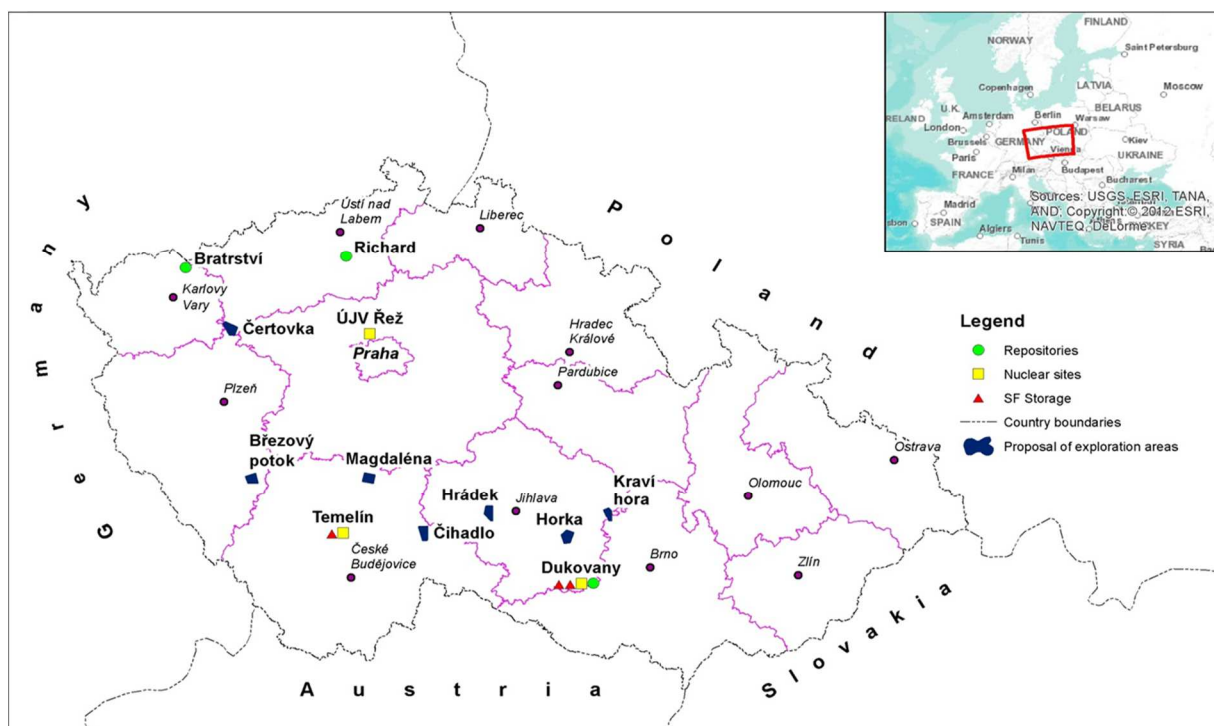 FINLAND
NORWAY
Saint Petersburg
Copenhagen
LATVIA
Moscow
BELARUS
U.K.
Amsterdam
Berlin
Warsaw
London
POLAND
Brussels
GERMANY
Kiev
Paris
Vienna
UKRAINE
FRANCE
Milan
Budapest
Bucharest
Sources: USGS, ESRI, TANA,
AND; Copyright:© 2012 ESRI,
NAVTEQ, DeLorme
Madrid
SPAIN
Algiers
Tunis
SYRIA
Germany
Poland
Slovakia
Austria
Ústí nad
Labem
Liberec
Richard
Bratrství
Karlovy
Vary
Čertovka
ÚJV Řež
Praha
Hradec
Králové
Pardubice
Plzeň
Březový
potok
Magdaléna
Hrádek
Jihlava
Kraví
hora
Horka
Temelín
Čihadlo
České
Budějovice
Dukovany
Brno
Olomouc
Ostrava
Zlín
Legend
Repositories
Nuclear sites
SF Storage
Country boundaries
Proposal of exploration areas